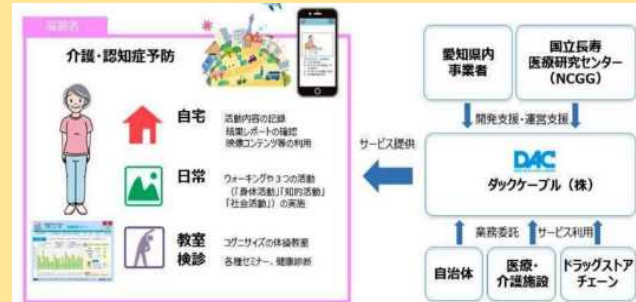 介護・認知症予防
自宅
活動内容の記録
結果レポートの確認
映像コンテンツ等の利用
日常
ウォーキングや3つの活動
(「身体活動」「知的活動」
「社会活動」)の実施
教室
検診
コグニサイズの体操教室
各種セミナー、健康診断
サービス提供
愛知県内
事業者
国立長寿
医療研究センター
(NCGG)
開発支援・運営支援
DAC
ダックケーブル(株)
業務委託
サービス利用
自治体
医療・
介護施設
ドラッグストア
チェーン